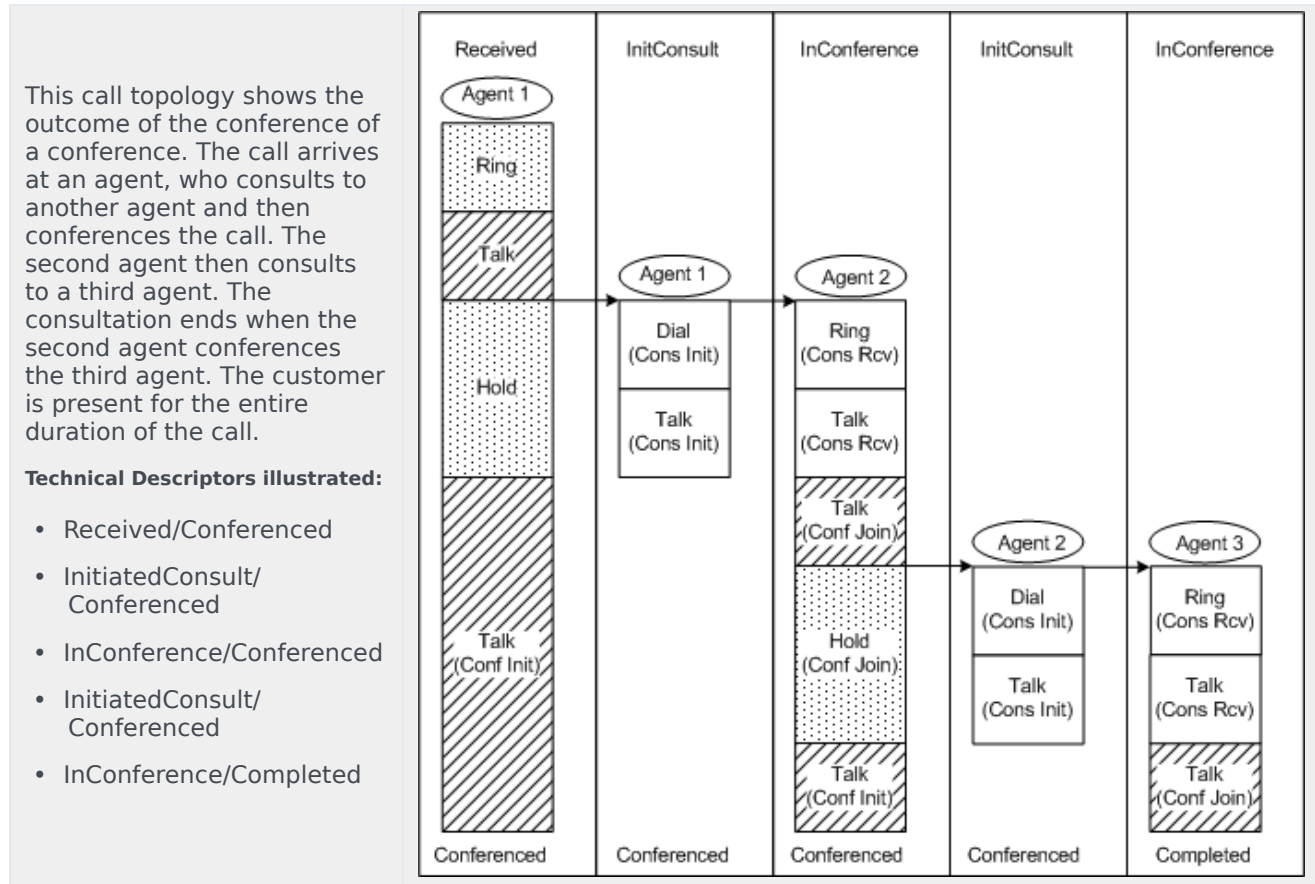 This call topology shows the
outcome of the conference of
a conference. The call arrives
at an agent, who consults to
another agent and then
conferences the call. The
second agent then consults
to a third agent. The
consultation ends when the
second agent conferences
the third agent. The customer
is present for the entire
duration of the call.
Technical Descriptors illustrated:
• Received/Conferenced
• InitiatedConsult/
Conferenced
• InConference/Conferenced
• InitiatedConsult/
Conferenced
• InConference/Completed
Received
Agent 1
Ring
Talk
Hold
Talk
(Conf Init)
Conferenced
InitConsult
Agent 1
Dial
(Cons Init)
Talk
(Cons Init)
Conferenced
InConference
Agent 2
Ring
(Cons Rcv)
Talk
(Cons Rcv)
Talk
(Conf Join)
Hold
(Conf Join)
Talk
(Conf Init)
Conferenced
InitConsult
Agent 2
Dial
(Cons Init)
Talk
(Cons Init)
Conferenced
InConference
Agent 3
Ring
(Cons Rcv)
Talk
(Cons Rcv)
Talk
(Conf Join)
Completed